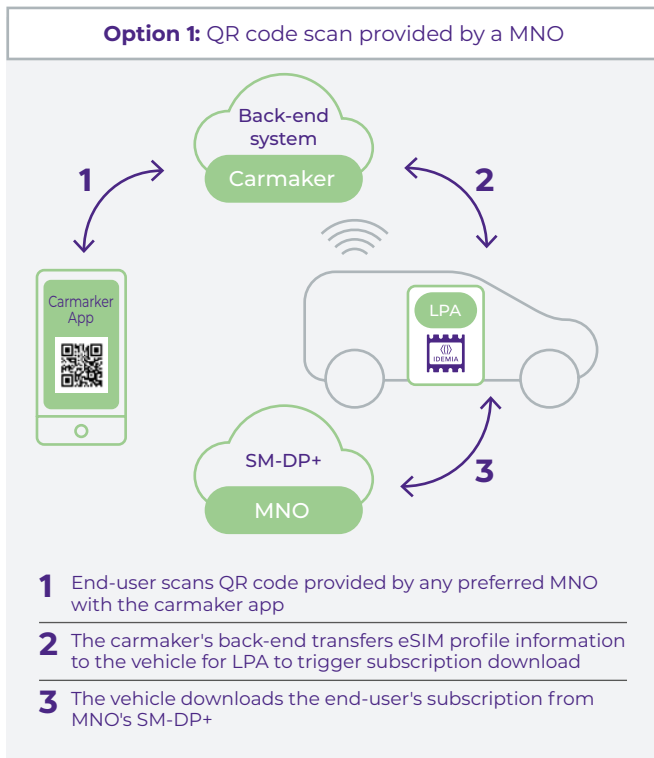 Option 1: QR code scan provided by a MNO
Back-end
system
Carmaker
1
2
Carmarker
App
LPA
IDEMIA
SM-DP+
MNO
3
1 End-user scans QR code provided by any preferred MNO
with the carmaker app
2 The carmaker's back-end transfers eSIM profile information
to the vehicle for LPA to trigger subscription download
3 The vehicle downloads the end-user's subscription from
MNO's SM-DP+